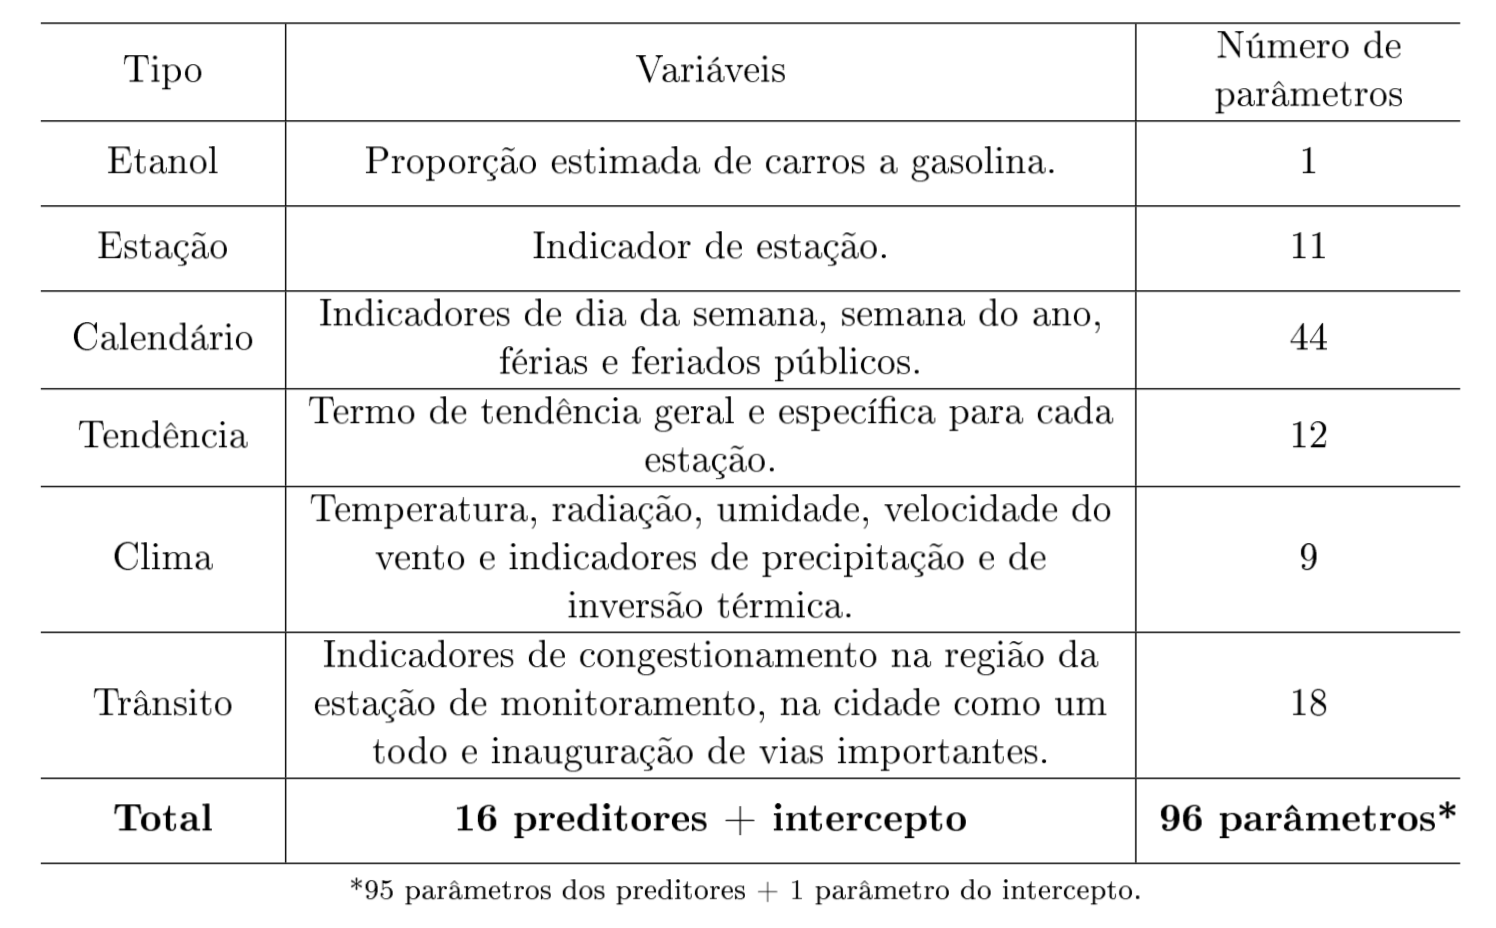 Tipo Variáveis Número de
parâmetros
Etanol Proporção estimada de carros a gasolina. 1
Estação Indicador de estação. 11
Calendário Indicadores de dia da semana, semana do ano,
férias e feriados públicos. 44
Tendência Termo de tendência geral e específica para cada
estação. 12
Clima Temperatura, radiação, umidade, velocidade do
vento e indicadores de precipitação e de
inversão térmica. 9
Trânsito Indicadores de congestionamento na região da
estação de monitoramento, na cidade como um
todo e inauguração de vias importantes. 18
Total 16 preditores + intercepto 96 parâmetros*
*95 parâmetros dos preditores + 1 parâmetro do intercepto.